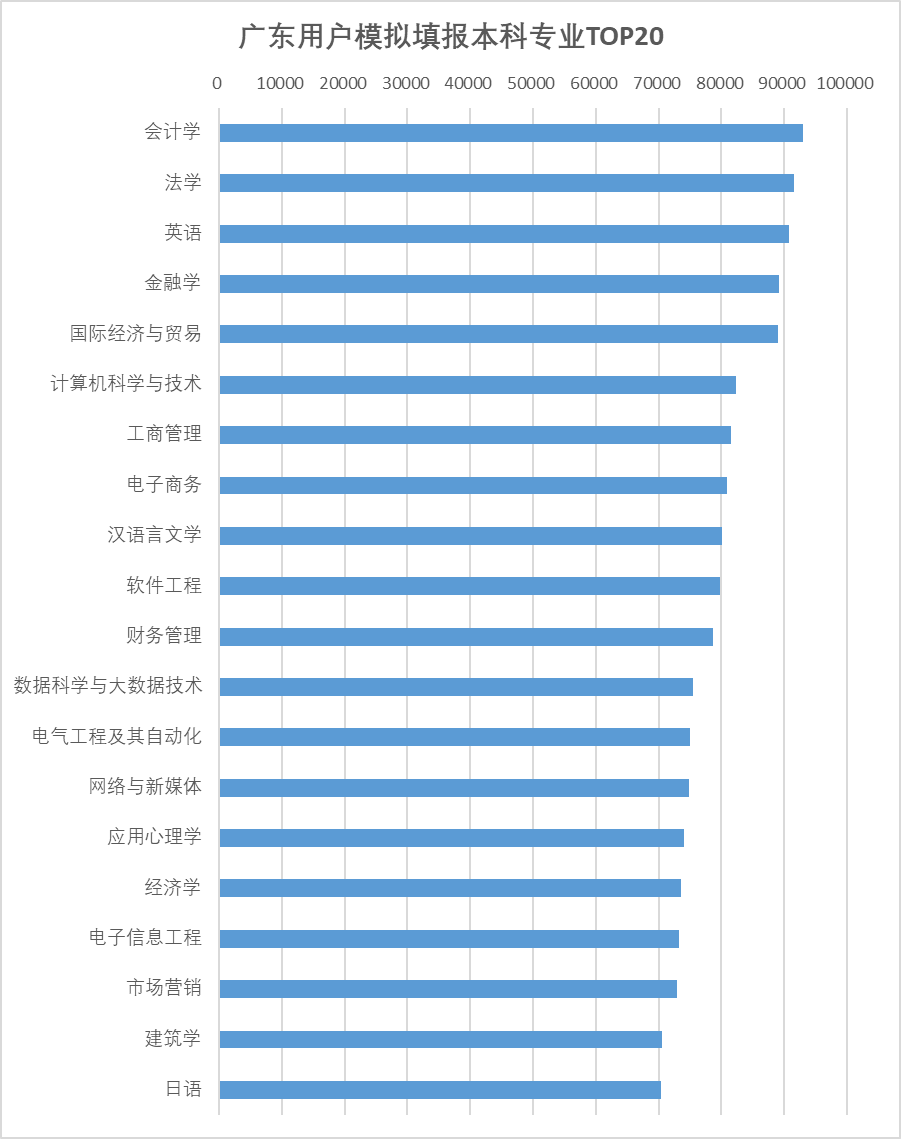 广东用户模拟填报本科专业TOP20
0 10000 20000 30000 40000 50000 60000 70000 80000 90000 100000
会计学
法学
英语
金融学
国际经济与贸易
计算机科学与技术
工商管理
电子商务
汉语言文学
软件工程
财务管理
数据科学与大数据技术
电气工程及其自动化
网络与新媒体
应用心理学
经济学
电子信息工程
市场营销
建筑学
日语